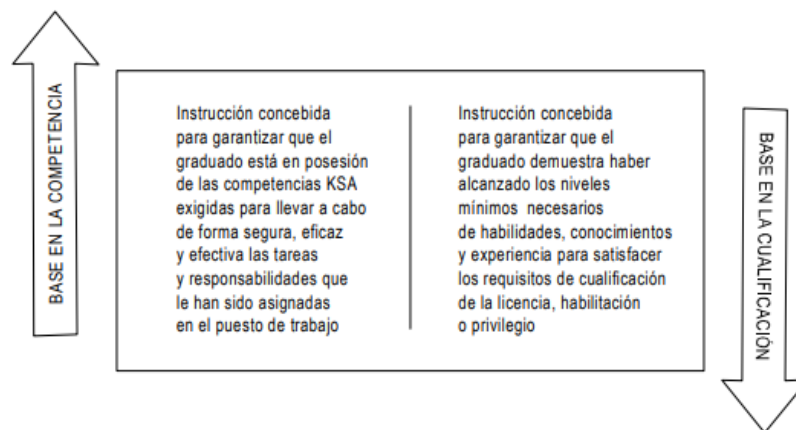 BASE EN LA COMPETENCIA
Instrucción concebida
para garantizar que el
graduado está en posesión
de las competencias KSA
exigidas para llevar a cabo
de forma segura, eficaz
y efectiva las tareas
y responsabilidades que
le han sido asignadas
en el puesto de trabajo
Instrucción concebida
para garantizar que el
graduado demuestra haber
alcanzado los niveles
mínimos necesarios
de habilidades, conocimientos
y experiencia para satisfacer
los requisitos de cualificación
de la licencia, habilitación
o privilegio
BASE EN LA CUALIFICACIÓN